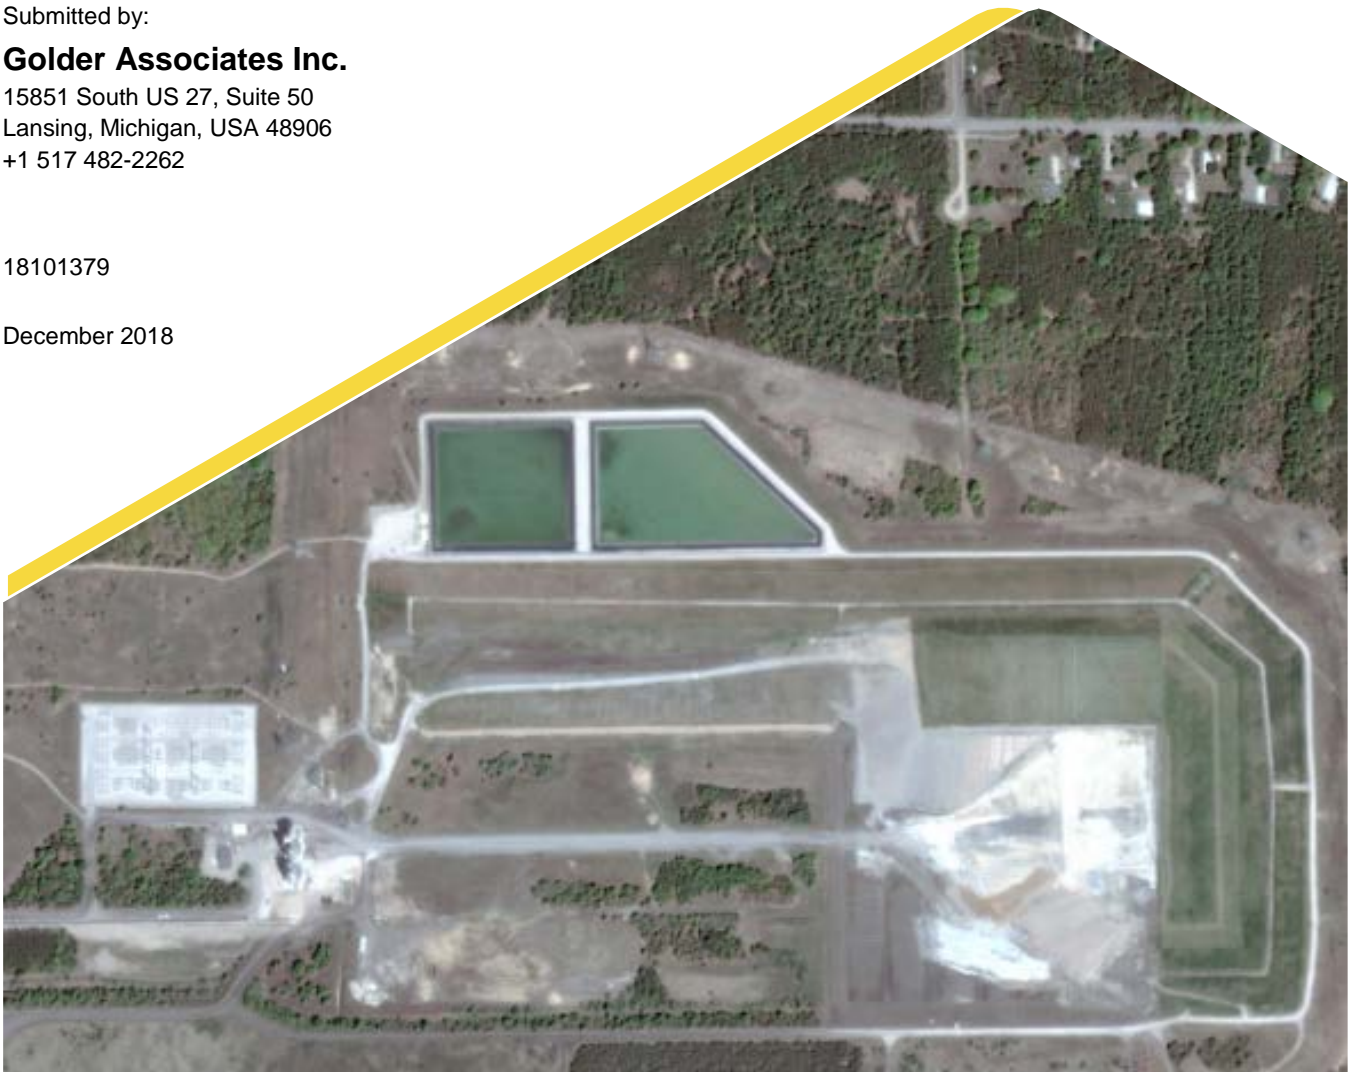 Submitted by:
Golder Associates Inc.
15851 South US 27, Suite 50
Lansing, Michigan, USA 48906
+1 517 482-2262
18101379
December 2018